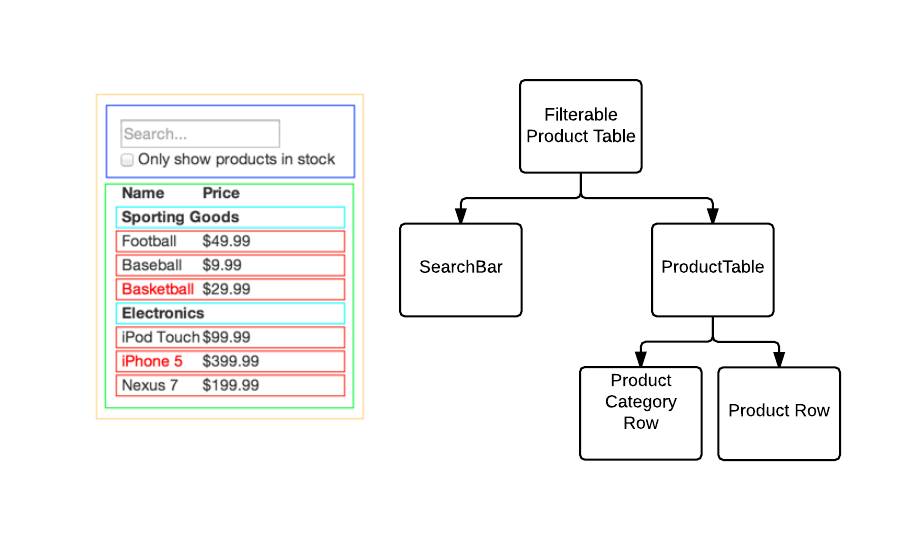 Search...
Only show products in stock
Name Price
Sporting Goods
Football $49.99
Baseball $9.99
Basketball $29.99
Electronics
iPod Touch $99.99
iPhone 5 $399.99
Nexus 7 $199.99
Filterable
Product Table
SearchBar
ProductTable
Product
Category
Row
Product Row